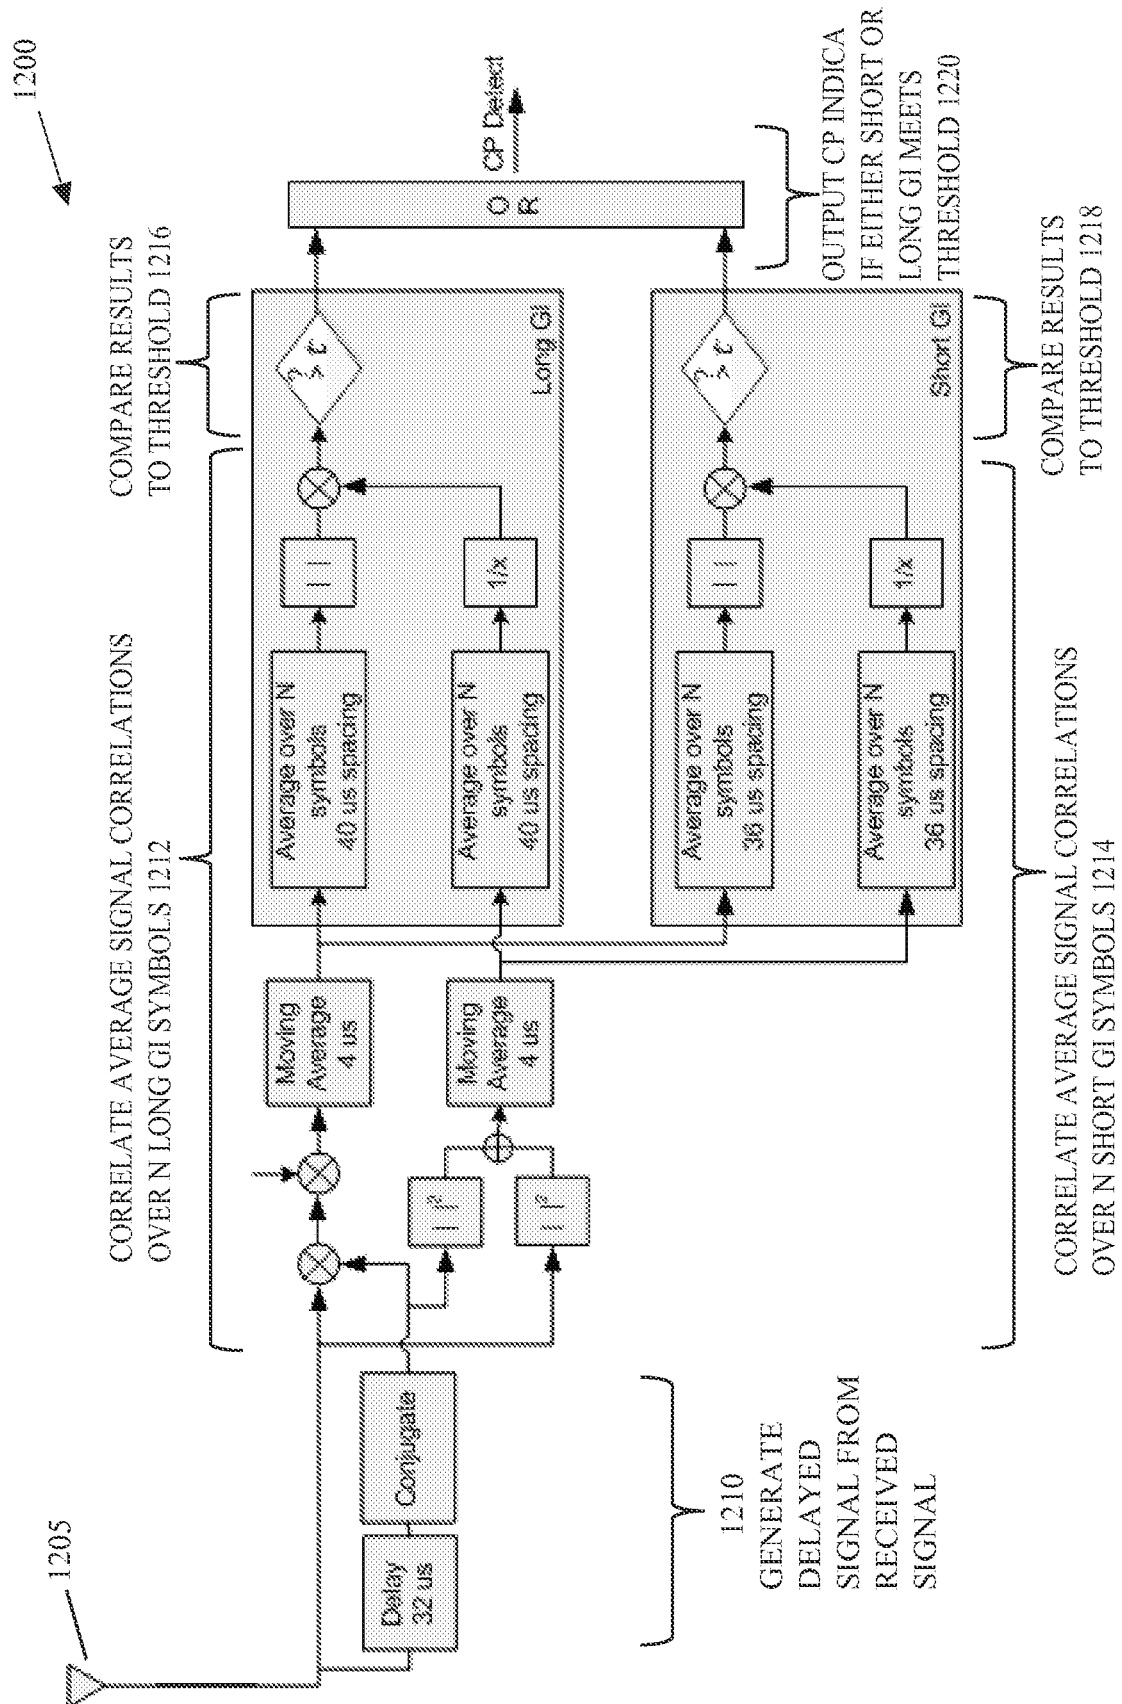 1200
1205
Delay
32 us
Conjugate
1210
GENERATE
DELAYED
SIGNAL FROM
RECEIVED
SIGNAL
CORRELATE AVERAGE SIGNAL CORRELATIONS
OVER N LONG GI SYMBOLS 1212
| |²
| |²
Moving
Average
4 us
Moving
Average
4 us
Average over N
symbols
40 us spacing
Average over N
symbols
40 us spacing
| |
1/x
COMPARE RESULTS
TO THRESHOLD 1216
?
> τ
Long GI
Average over N
symbols
36 us spacing
Average over N
symbols
36 us spacing
| |
1/x
?
> τ
Short GI
CORRELATE AVERAGE SIGNAL CORRELATIONS
OVER N SHORT GI SYMBOLS 1214
COMPARE RESULTS
TO THRESHOLD 1218
O
R
CP Detect
OUTPUT CP INDICA
IF EITHER SHORT OR
LONG GI MEETS
THRESHOLD 1220